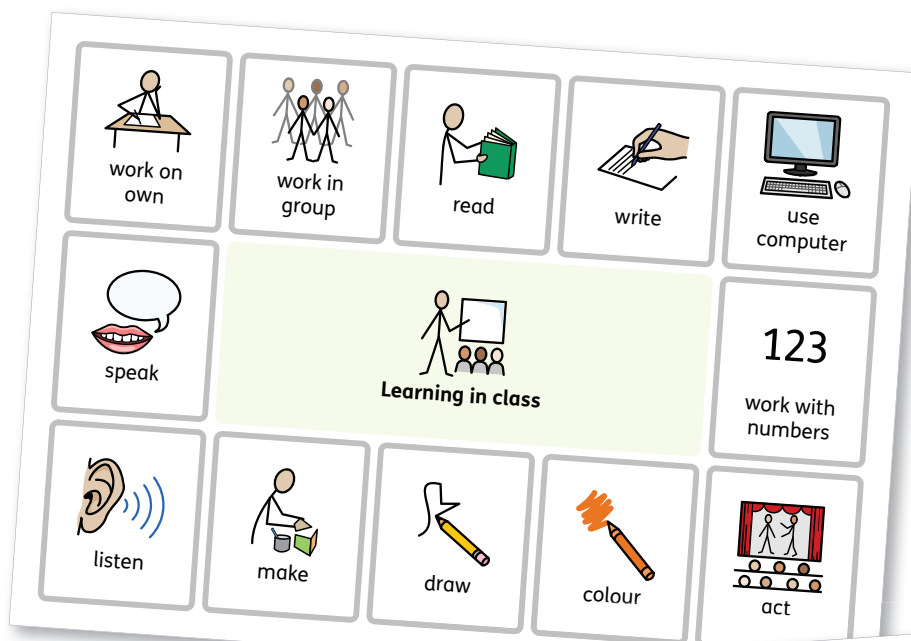 work on
own
work in
group
read
write
use
computer
speak
Learning in class
123
work with
numbers
listen
make
draw
colour
act